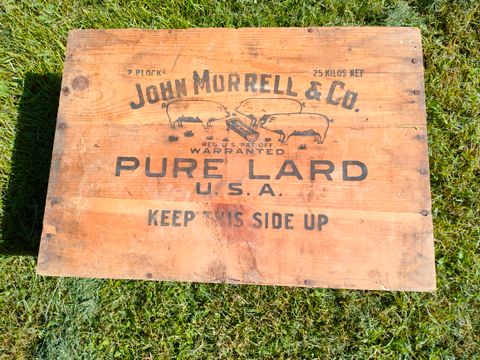 2 BLOCKS 25 KILOS NET
JOHN MORRELL & CO.
REG. U.S. PAT. OFF.
WARRANTED
PURE LARD
U.S.A.
KEEP THIS SIDE UP